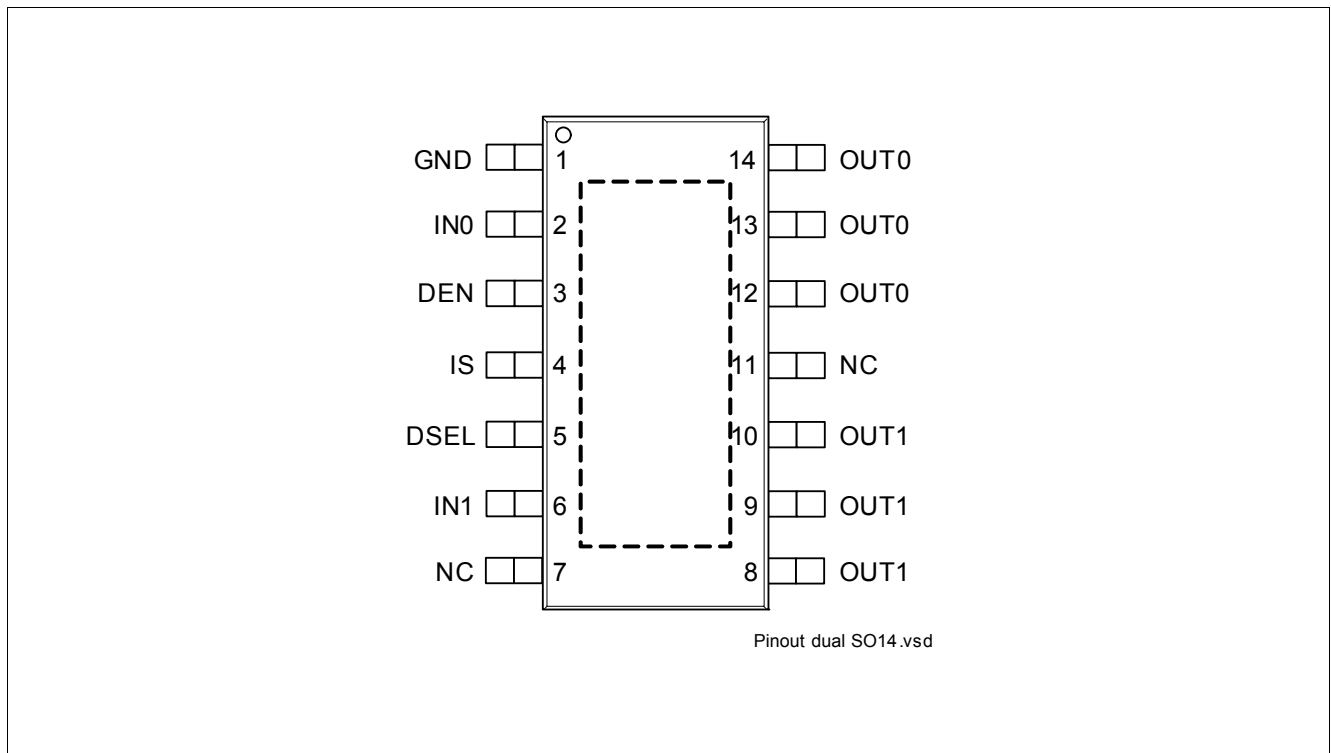 GND 1 14 OUT0
IN0 2 13 OUT0
DEN 3 12 OUT0
IS 4 11 NC
DSEL 5 10 OUT1
IN1 6 9 OUT1
NC 7 8 OUT1
Pinout dual SO14.vsd